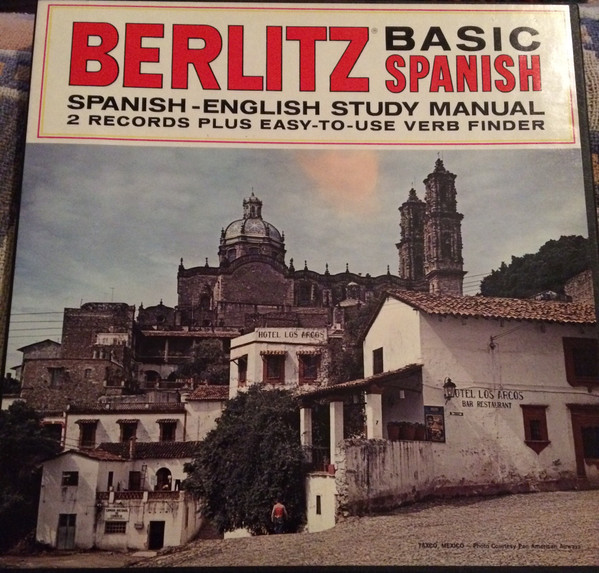 BERLITZ® BASIC SPANISH
SPANISH-ENGLISH STUDY MANUAL
2 RECORDS PLUS EASY-TO-USE VERB FINDER
HOTEL LOS ARCOS
HOTEL LOS ARCOS
BAR RESTAURANT
TAXCO, MEXICO — Photo Courtesy Pan American Airways